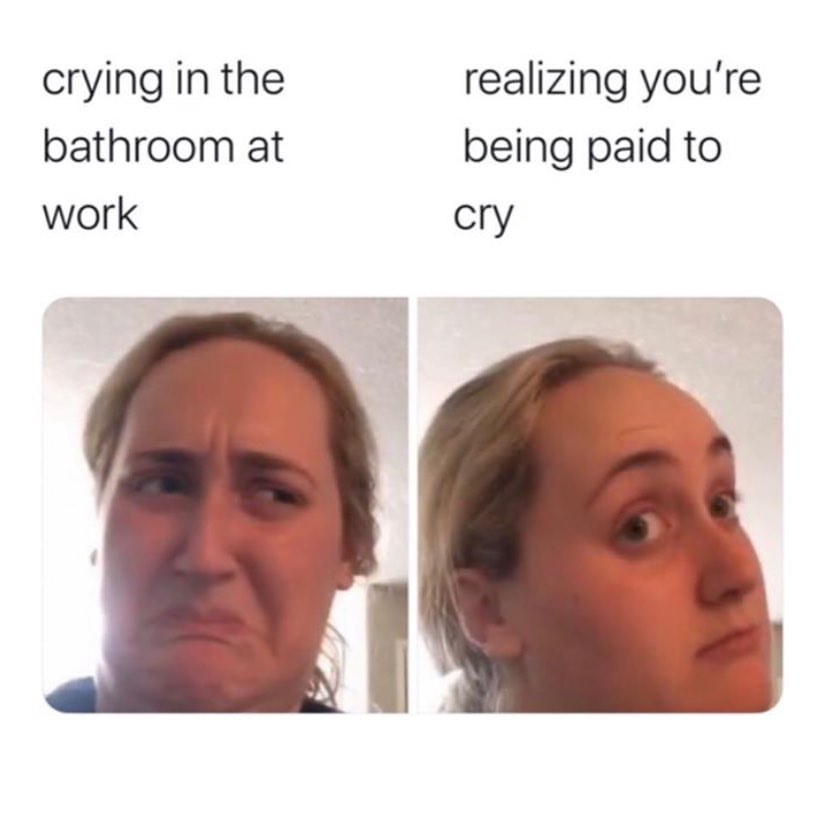 crying in the
bathroom at
work
realizing you're
being paid to
cry